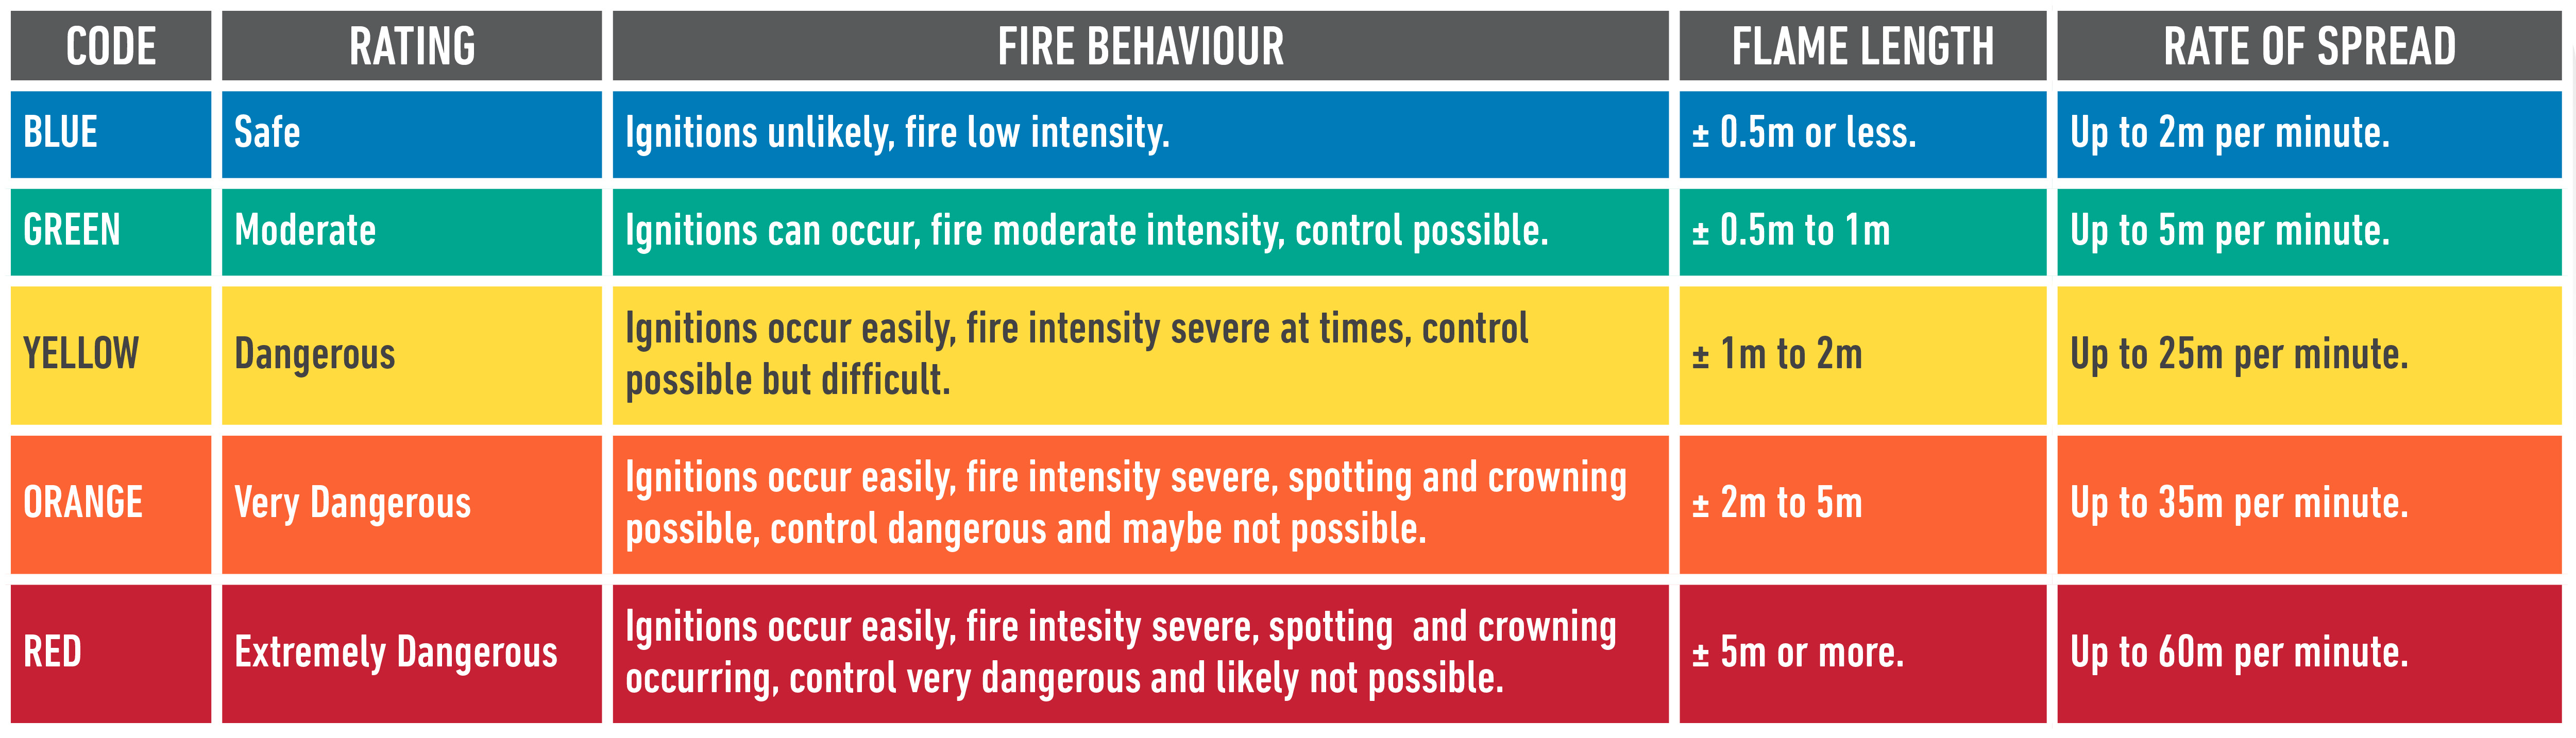 CODE RATING FIRE BEHAVIOUR FLAME LENGTH RATE OF SPREAD
BLUE Safe Ignitions unlikely, fire low intensity. ± 0.5m or less. Up to 2m per minute.
GREEN Moderate Ignitions can occur, fire moderate intensity, control possible. ± 0.5m to 1m Up to 5m per minute.
YELLOW Dangerous Ignitions occur easily, fire intensity severe at times, control
possible but difficult. ± 1m to 2m Up to 25m per minute.
ORANGE Very Dangerous Ignitions occur easily, fire intensity severe, spotting and crowning
possible, control dangerous and maybe not possible. ± 2m to 5m Up to 35m per minute.
RED Extremely Dangerous Ignitions occur easily, fire intesity severe, spotting  and crowning
occurring, control very dangerous and likely not possible. ± 5m or more. Up to 60m per minute.